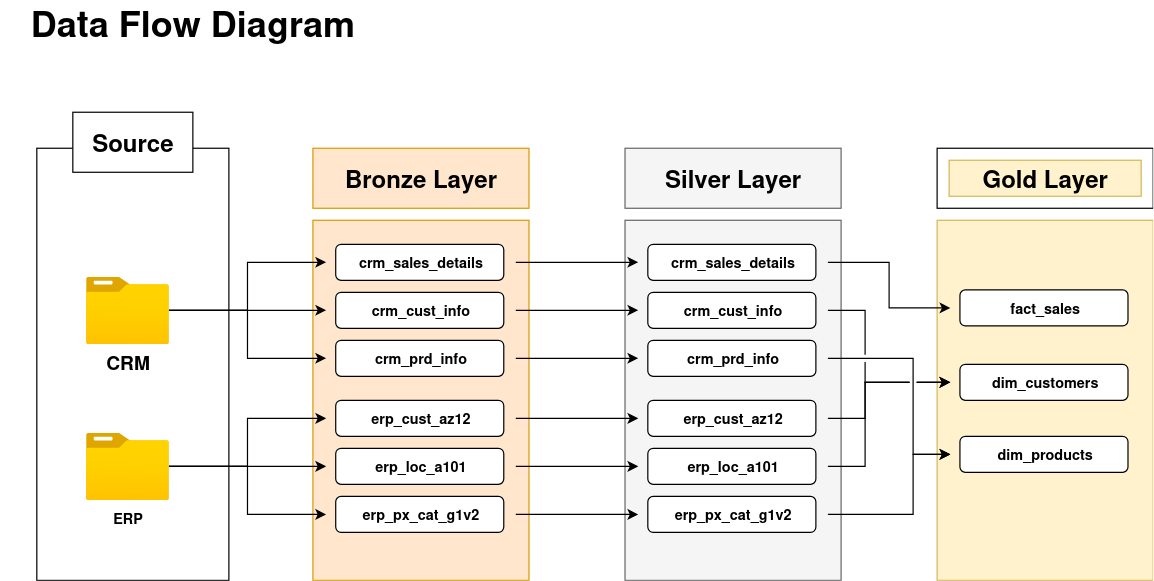 Data Flow Diagram
Source
CRM
ERP
Bronze Layer
crm_sales_details
crm_cust_info
crm_prd_info
erp_cust_az12
erp_loc_a101
erp_px_cat_g1v2
Silver Layer
crm_sales_details
crm_cust_info
crm_prd_info
erp_cust_az12
erp_loc_a101
erp_px_cat_g1v2
Gold Layer
fact_sales
dim_customers
dim_products